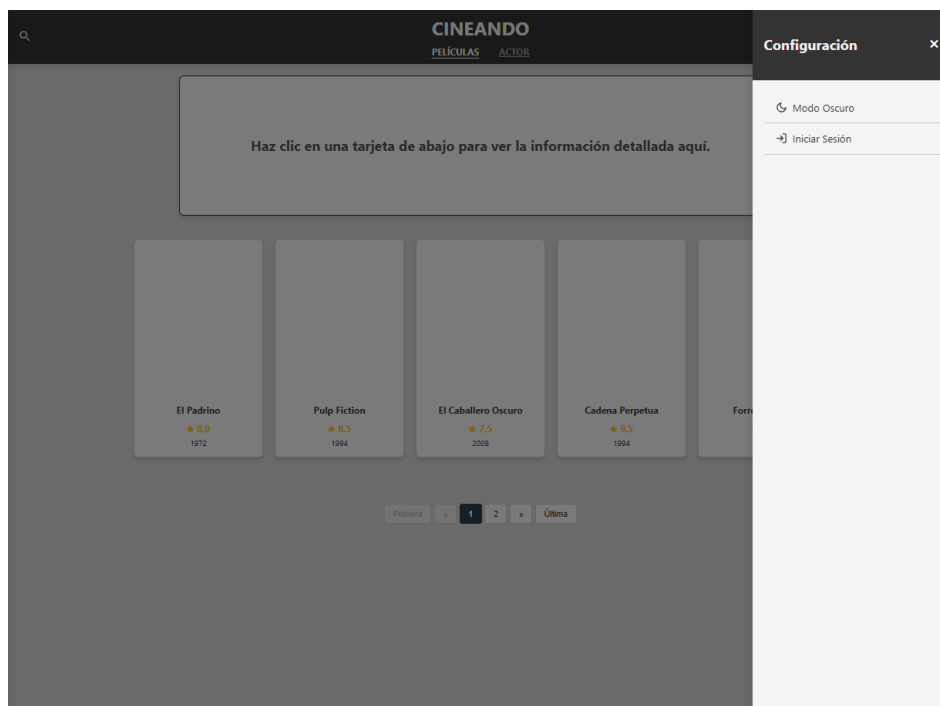 CINEANDO
PELÍCULAS ACTOR
Configuración ×
Modo Oscuro
Iniciar Sesión
Haz clic en una tarjeta de abajo para ver la información detallada aquí.
El Padrino
★ 8,0
1972
Pulp Fiction
★ 8,5
1994
El Caballero Oscuro
★ 7,5
2008
Cadena Perpetua
★ 9,5
1994
Forre
Primera « 1 2 » Última